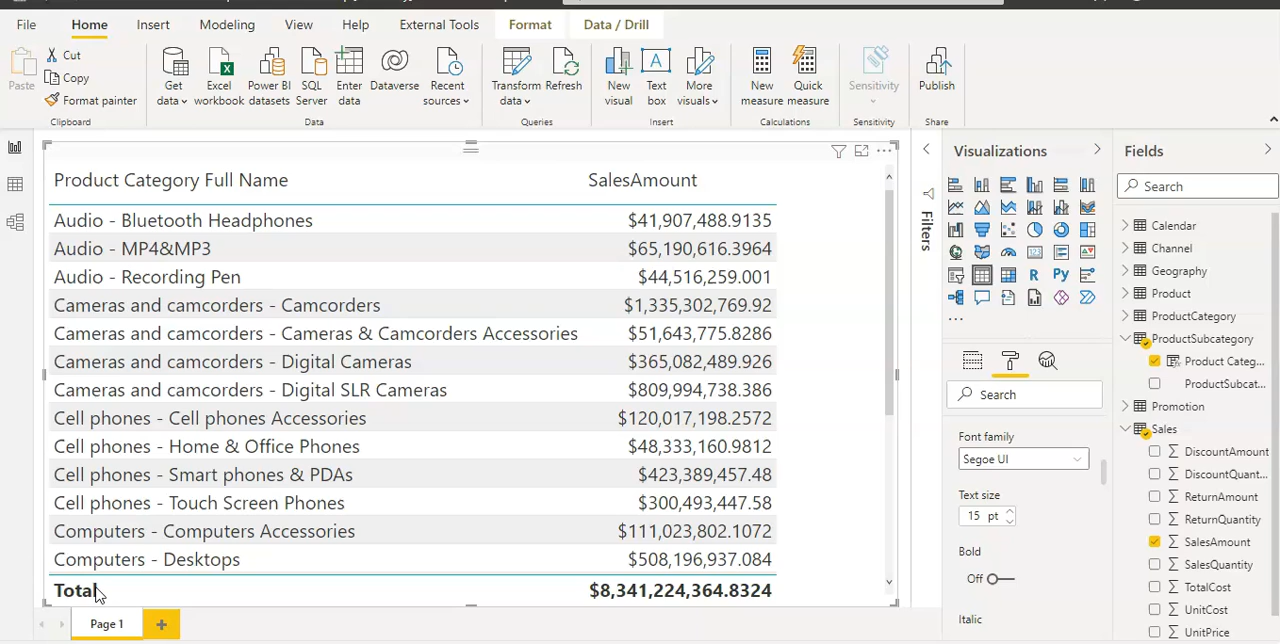 File Home Insert Modeling View Help External Tools Format Data / Drill
Paste
Cut
Copy
Format painter
Clipboard
Get data
Excel workbook
Power BI datasets
SQL Server
Enter data
Dataverse
Recent sources
Data
Transform data
Refresh
Queries
New visual
Text box
More visuals
Insert
New measure
Quick measure
Calculations
Sensitivity
Sensitivity
Publish
Share
Product Category Full Name SalesAmount
Audio - Bluetooth Headphones $41,907,488.9135
Audio - MP4&MP3 $65,190,616.3964
Audio - Recording Pen $44,516,259.001
Cameras and camcorders - Camcorders $1,335,302,769.92
Cameras and camcorders - Cameras & Camcorders Accessories $51,643,775.8286
Cameras and camcorders - Digital Cameras $365,082,489.926
Cameras and camcorders - Digital SLR Cameras $809,994,738.386
Cell phones - Cell phones Accessories $120,017,198.2572
Cell phones - Home & Office Phones $48,333,160.9812
Cell phones - Smart phones & PDAs $423,389,457.48
Cell phones - Touch Screen Phones $300,493,447.58
Computers - Computers Accessories $111,023,802.1072
Computers - Desktops $508,196,937.084
Total $8,341,224,364.8324
Page 1
Filters
Visualizations
R Py
123
Search
Font family
Segoe UI
Text size
15 pt
Bold
Off
Italic
Fields
Search
Calendar
Channel
Geography
Product
ProductCategory
ProductSubcategory
Product Categ...
ProductSubcat...
Promotion
Sales
DiscountAmount
DiscountQuant...
ReturnAmount
ReturnQuantity
SalesAmount
SalesQuantity
TotalCost
UnitCost
UnitPrice